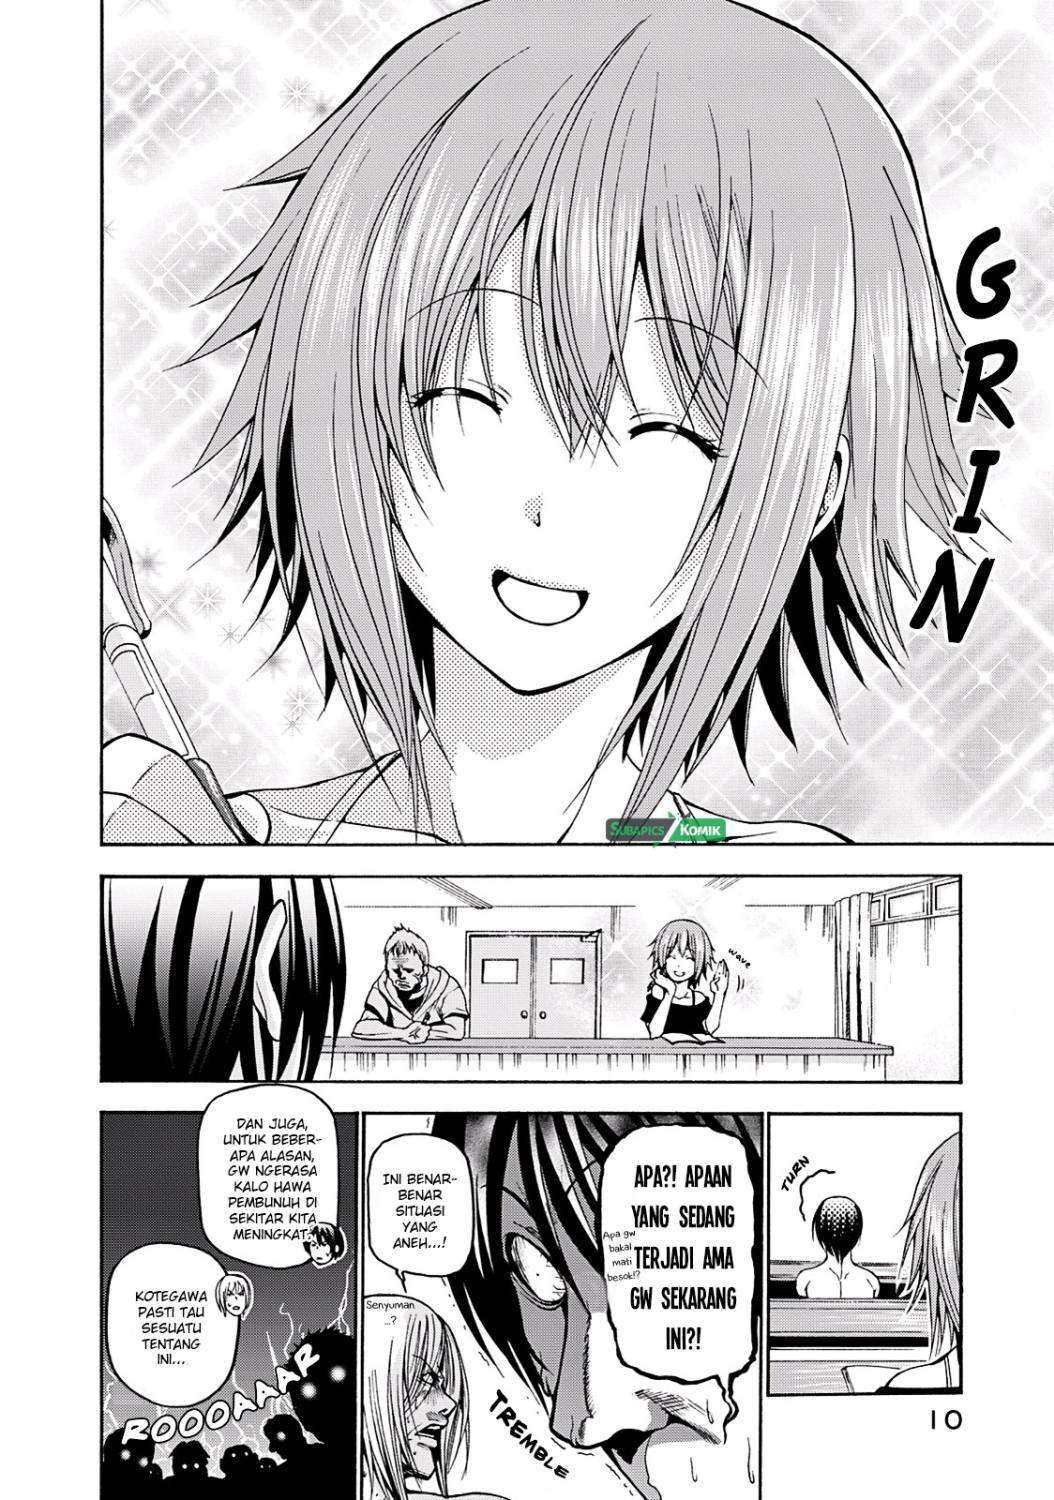 GRIN
SUBAPICS KOMIK
wave
TURN
APA?! APAAN
YANG SEDANG
TERJADI AMA
GW SEKARANG
INI?!
Apa gw
bakal
mati
besok!?
INI BENAR-
BENAR
SITUASI
YANG
ANEH...!
Senyuman
...?
TREMBLE
DAN JUGA,
UNTUK BEBER-
APA ALASAN,
GW NGERASA
KALO HAWA
PEMBUNUH DI
SEKITAR KITA
MENINGKAT.
KOTEGAWA
PASTI TAU
SESUATU
TENTANG
INI...
ROOOAAAR
10